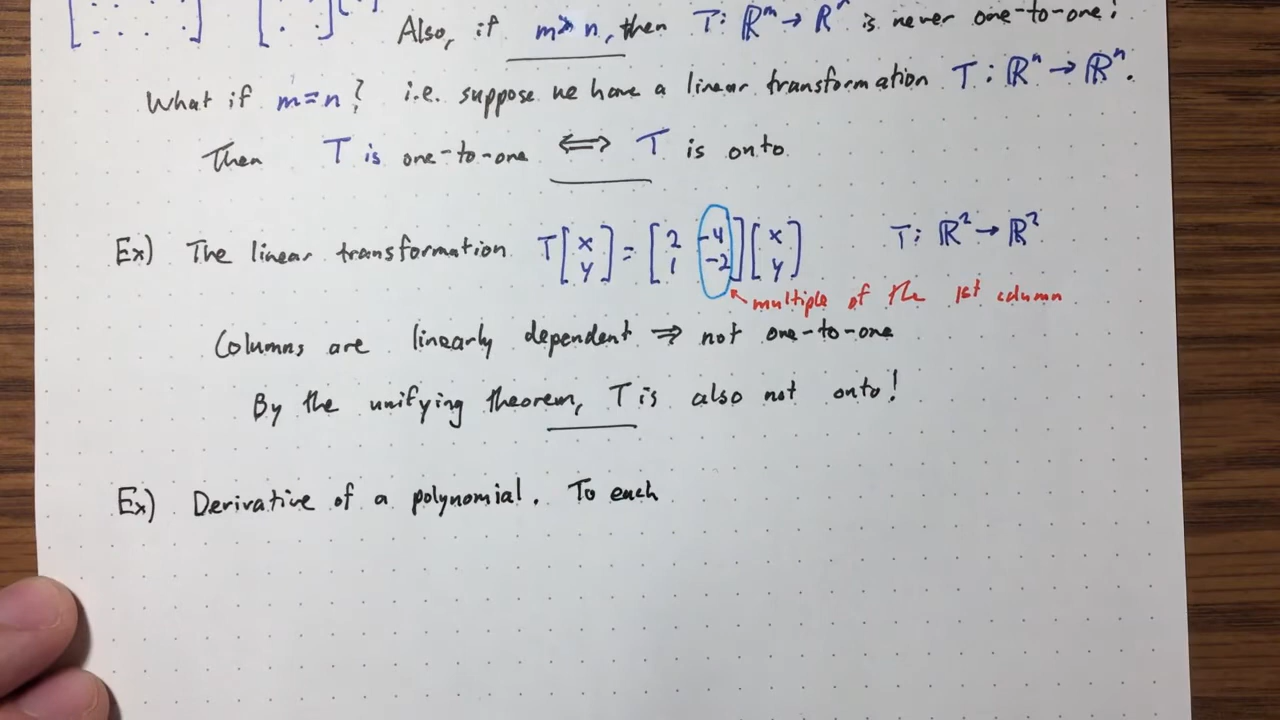 Also, if m>n, then T: ℝᵐ → ℝⁿ is never one-to-one!
What if m=n? i.e. suppose we have a linear transformation T: ℝⁿ → ℝⁿ.
Then T is one-to-one ⟺ T is onto
Ex) The linear transformation T[x y] = [2 -4; 1 -2][x y] T: ℝ² → ℝ²
multiple of the 1st column
Columns are linearly dependent ⇒ not one-to-one
By the unifying theorem, T is also not onto!
Ex) Derivative of a polynomial. To each